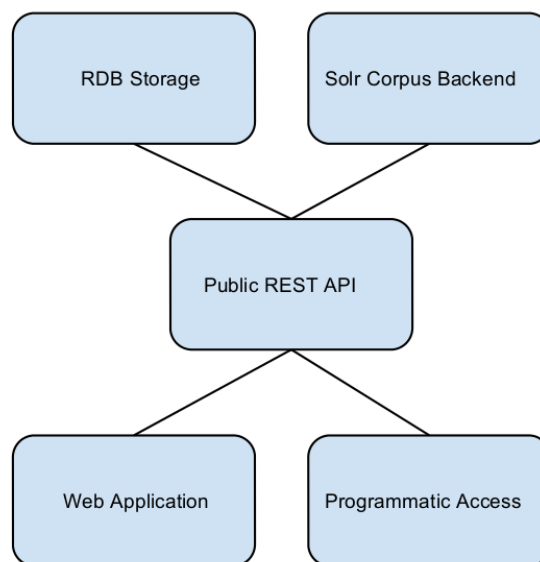 RDB Storage
Solr Corpus Backend
Public REST API
Web Application
Programmatic Access